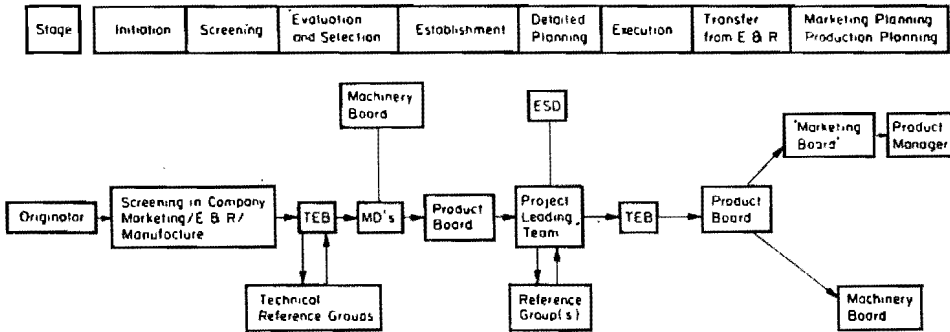 Stage
Initiation
Screening
Evaluation
and Selection
Establishment
Detailed
Planning
Execution
Transfer
from E & R
Marketing Planning
Production Planning
Machinery
Board
ESD
'Marketing
Board'
Product
Manager
Originator
Screening in Company
Marketing/E & R/
Manufacture
TEB
MD's
Product
Board
Project
Leading
Team
TEB
Product
Board
Technical
Reference Groups
Reference
Group(s)
Machinery
Board